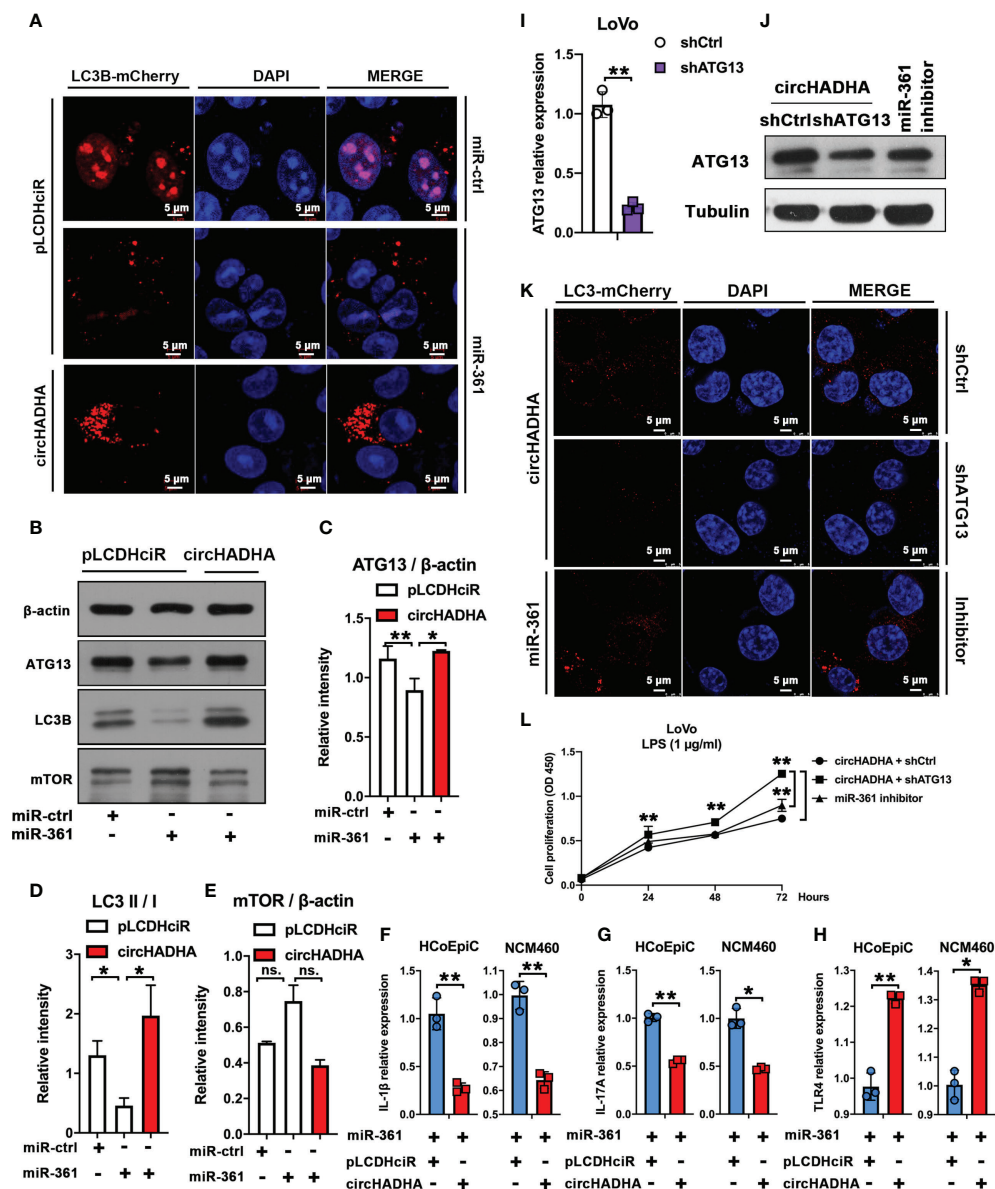 A
LC3B-mCherry DAPI MERGE
pLCDHciR
circHADHA
miR-ctrl
miR-361
5 µm 5 µm 5 µm
5 µm 5 µm 5 µm
5 µm 5 µm 5 µm
B
pLCDHciR circHADHA
β-actin
ATG13
LC3B
mTOR
miR-ctrl + - -
miR-361 - + +
C
ATG13 / β-actin
pLCDHciR
circHADHA
** *
Relative intensity
1.5
1.0
0.5
0.0
miR-ctrl + - -
miR-361 - + +
D
LC3 II / I
pLCDHciR
circHADHA
* *
Relative intensity
3
2
1
0
miR-ctrl + - -
miR-361 - + +
E
mTOR / β-actin
pLCDHciR
circHADHA
ns. ns.
Relative intensity
1.0
0.8
0.6
0.4
0.2
0.0
miR-ctrl + - -
miR-361 - + +
F
HCoEpiC NCM460
** **
IL-1β relative expression
1.5
1.0
0.5
0.0
1.1
1.0
0.9
0.8
0.7
0.6
0.5
miR-361 + + + +
pLCDHciR + - + -
circHADHA - + - +
G
HCoEpiC NCM460
** *
IL-17A relative expression
1.5
1.0
0.5
0.0
1.5
1.0
0.5
0.0
miR-361 + + + +
pLCDHciR + - + -
circHADHA - + - +
H
HCoEpiC NCM460
** *
TLR4 relative expression
1.4
1.3
1.2
1.1
1.0
0.9
1.4
1.3
1.2
1.1
1.0
0.9
miR-361 + + + +
pLCDHciR + - + -
circHADHA - + - +
I
LoVo
shCtrl
shATG13
**
ATG13 relative expression
1.5
1.0
0.5
0.0
J
circHADHA
shCtrl shATG13
miR-361
inhibitor
ATG13
Tubulin
K
LC3-mCherry DAPI MERGE
circHADHA
miR-361
shCtrl
shATG13
Inhibitor
5 µm 5 µm 5 µm
5 µm 5 µm 5 µm
5 µm 5 µm 5 µm
L
LoVo
LPS (1 µg/ml)
Cell proliferation (OD 450)
1.5
1.0
0.5
0.0
** ** ** **
circHADHA + shCtrl
circHADHA + shATG13
miR-361 inhibitor
0 24 48 72 Hours